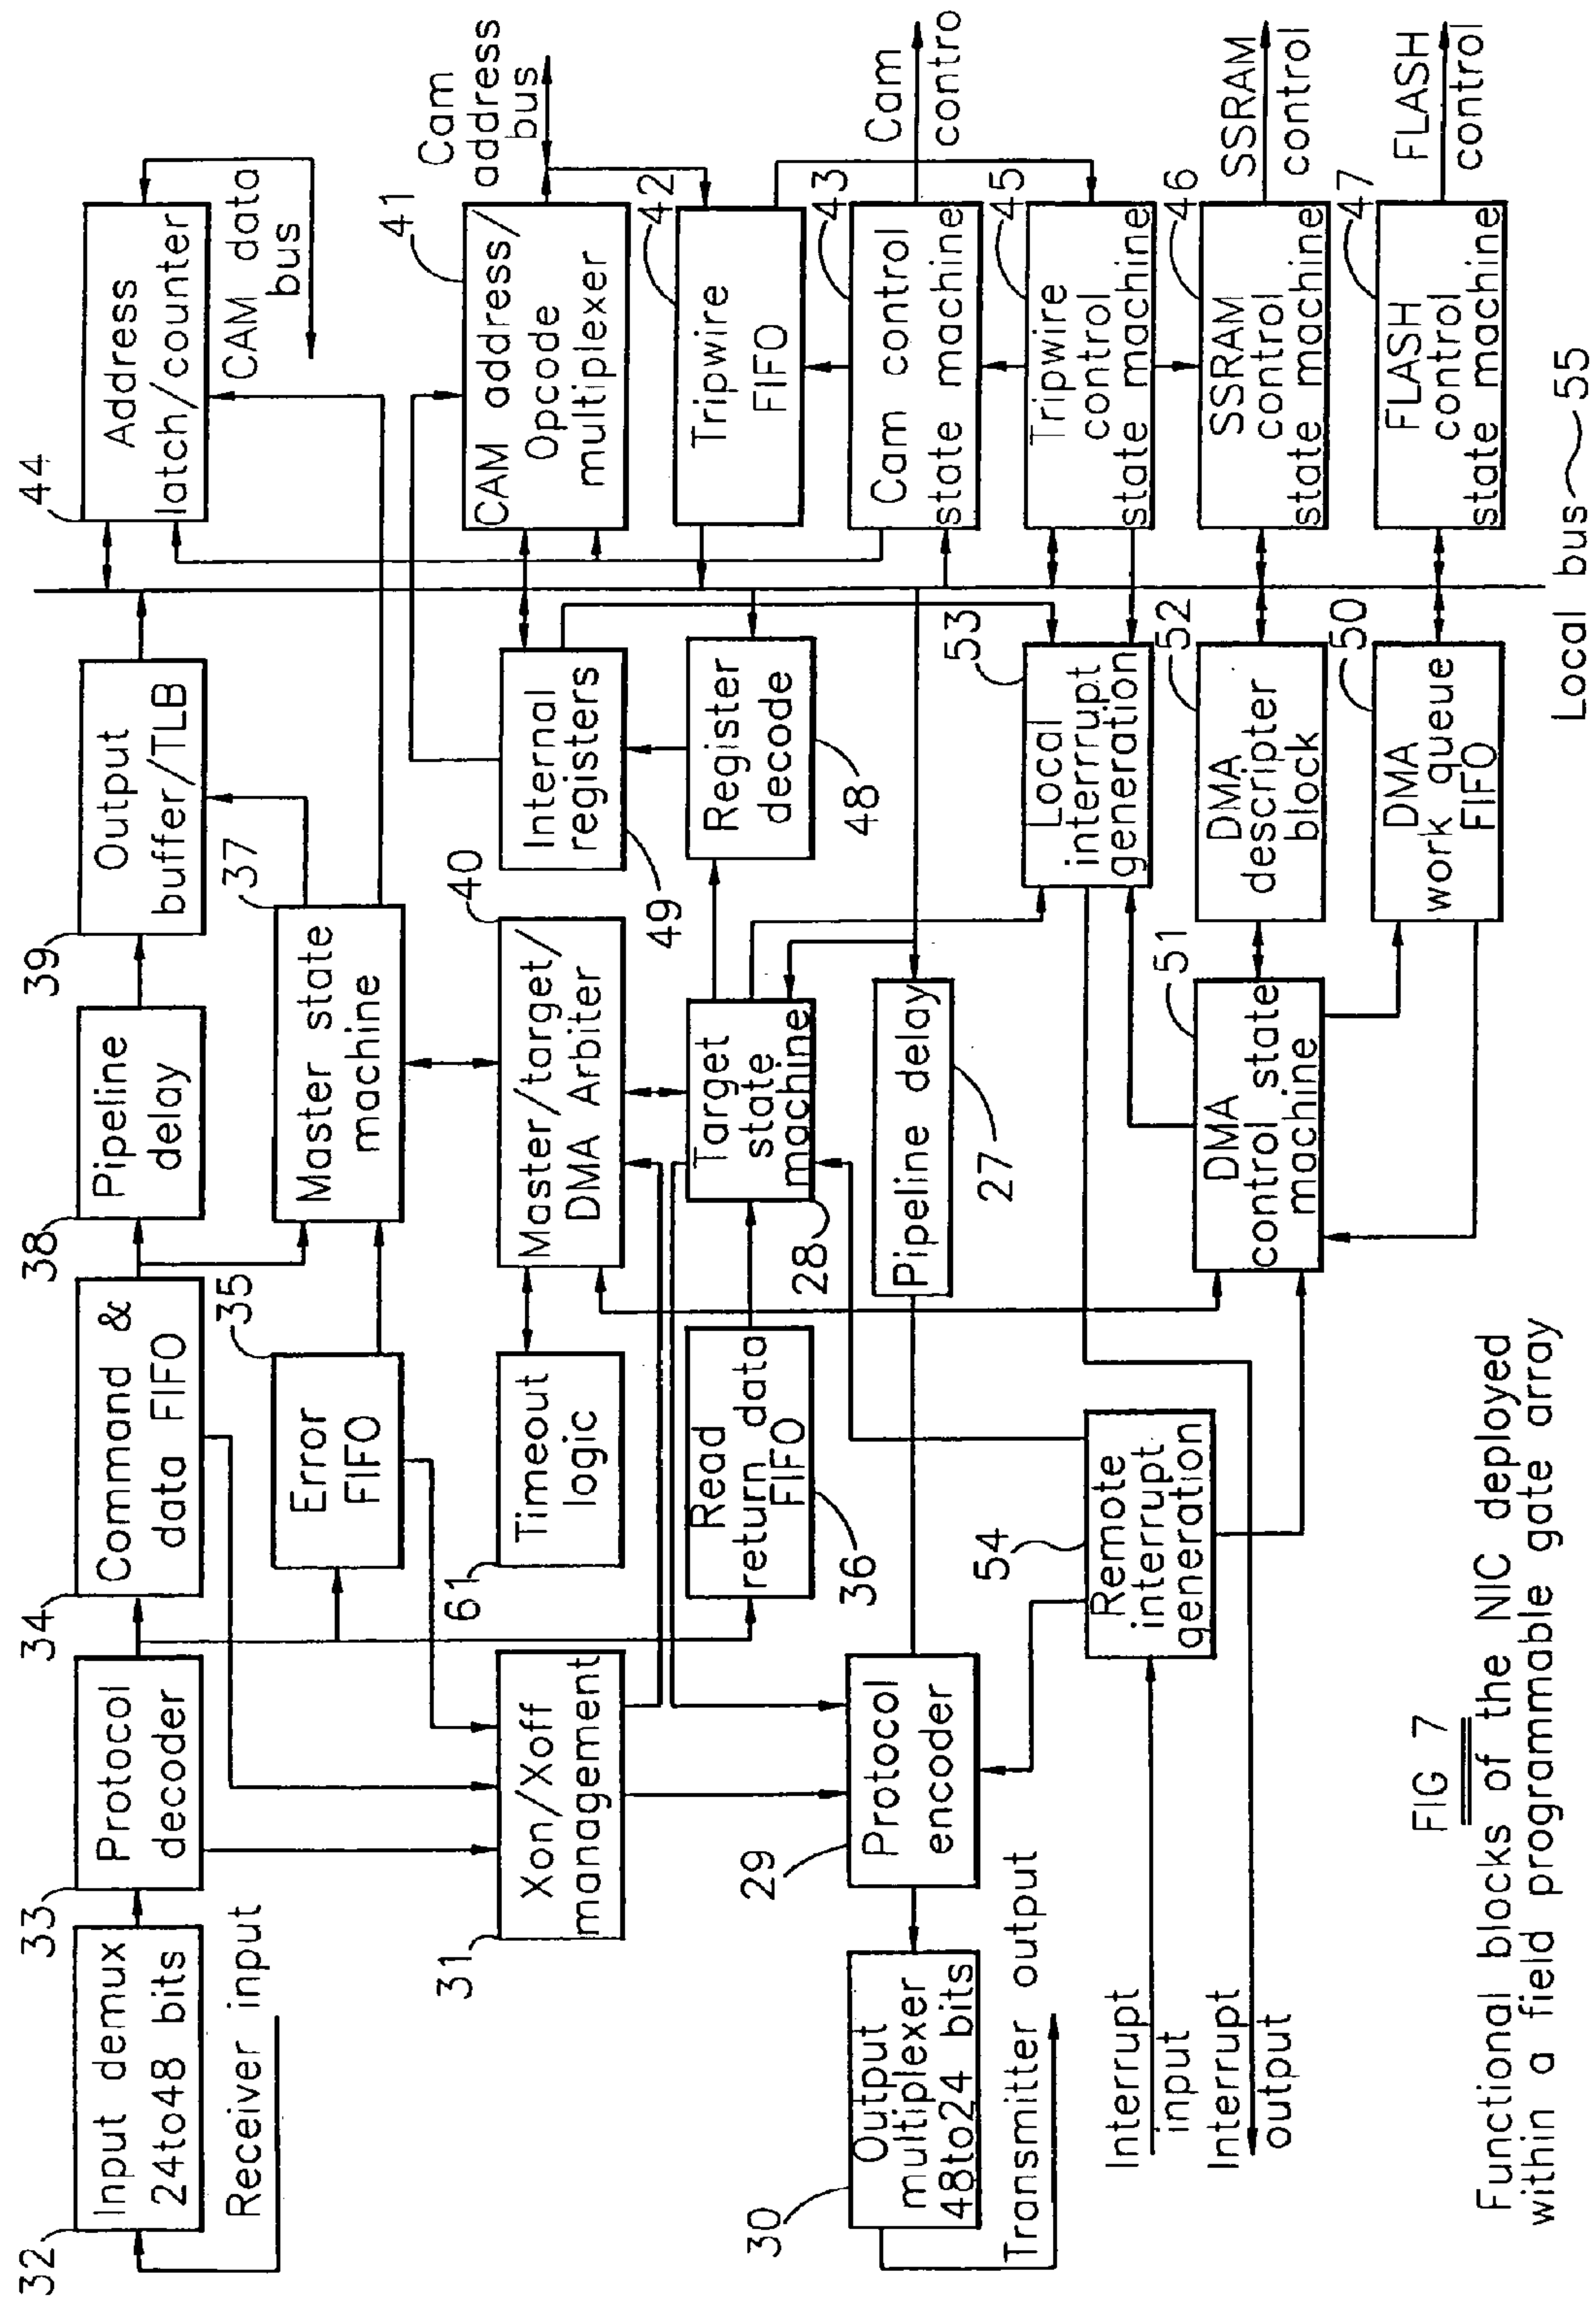 32
Input demux
24to48 bits
Receiver input
33
Protocol
decoder
34
Command &
data FIFO
38
Pipeline
delay
39
Output
buffer/TLB
44
Address
latch/counter
CAM data
bus
35
Error
FIFO
37
Master state
machine
31
Xon/Xoff
management
61
Timeout
logic
40
Master/target/
DMA Arbiter
49
Internal
registers
41
CAM address/
Opcode
multiplexer
Cam
address
bus
36
Read
return data
FIFO
28
Target
state
machine
48
Register
decode
42
Tripwire
FIFO
30
Output
multiplexer
48to24 bits
Transmitter output
29
Protocol
encoder
27
Pipeline delay
43
Cam control
state machine
Cam
contro
54
Remote
interrupt
generation
53
Local
interrrupt
generation
45
Tripwire
control
state machine
Interrupt
input
Interrupt
output
51
DMA
control state
machine
52
DMA
descripter
block
46
SSRAM
control
state machine
SSRAM
control
50
DMA
work queue
FIFO
47
FLASH
control
state machine
FLASH
control
Local bus 55
FIG 7
Functional blocks of the NIC deployed
within a field programmable gate array